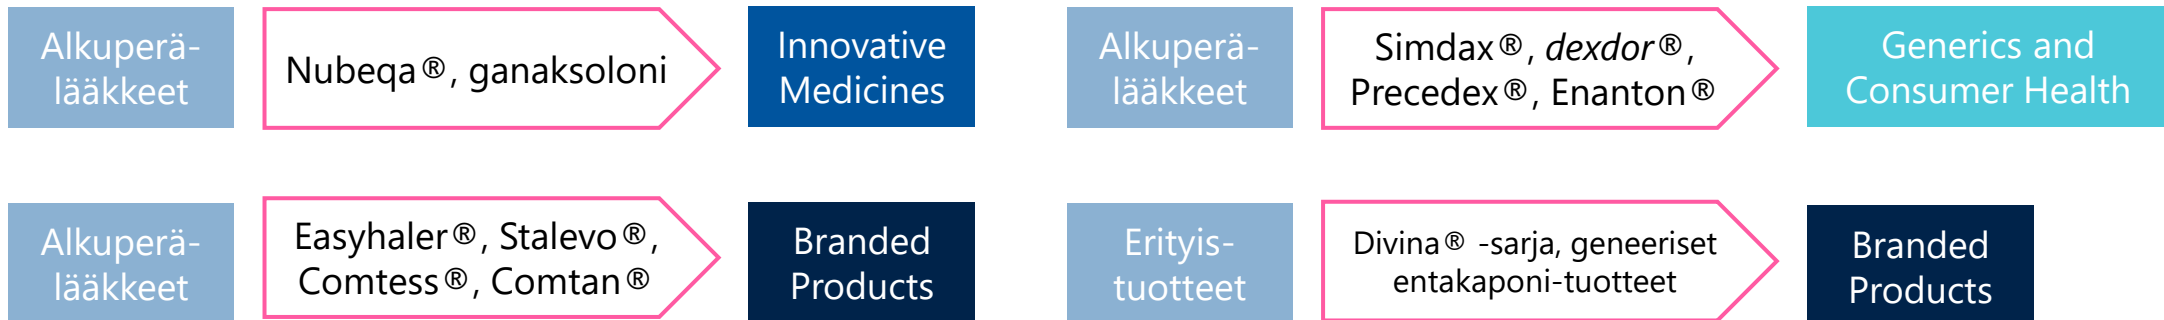 Alkuperä-
lääkkeet
Nubeqa®, ganaksoloni
Innovative
Medicines
Alkuperä-
lääkkeet
Simdax®, dexdor®,
Precedex®, Enanton®
Generics and
Consumer Health
Alkuperä-
lääkkeet
Easyhaler®, Stalevo®,
Comtess®, Comtan®
Branded
Products
Erityis-
tuotteet
Divina® -sarja, geneeriset
entakaponi-tuotteet
Branded
Products